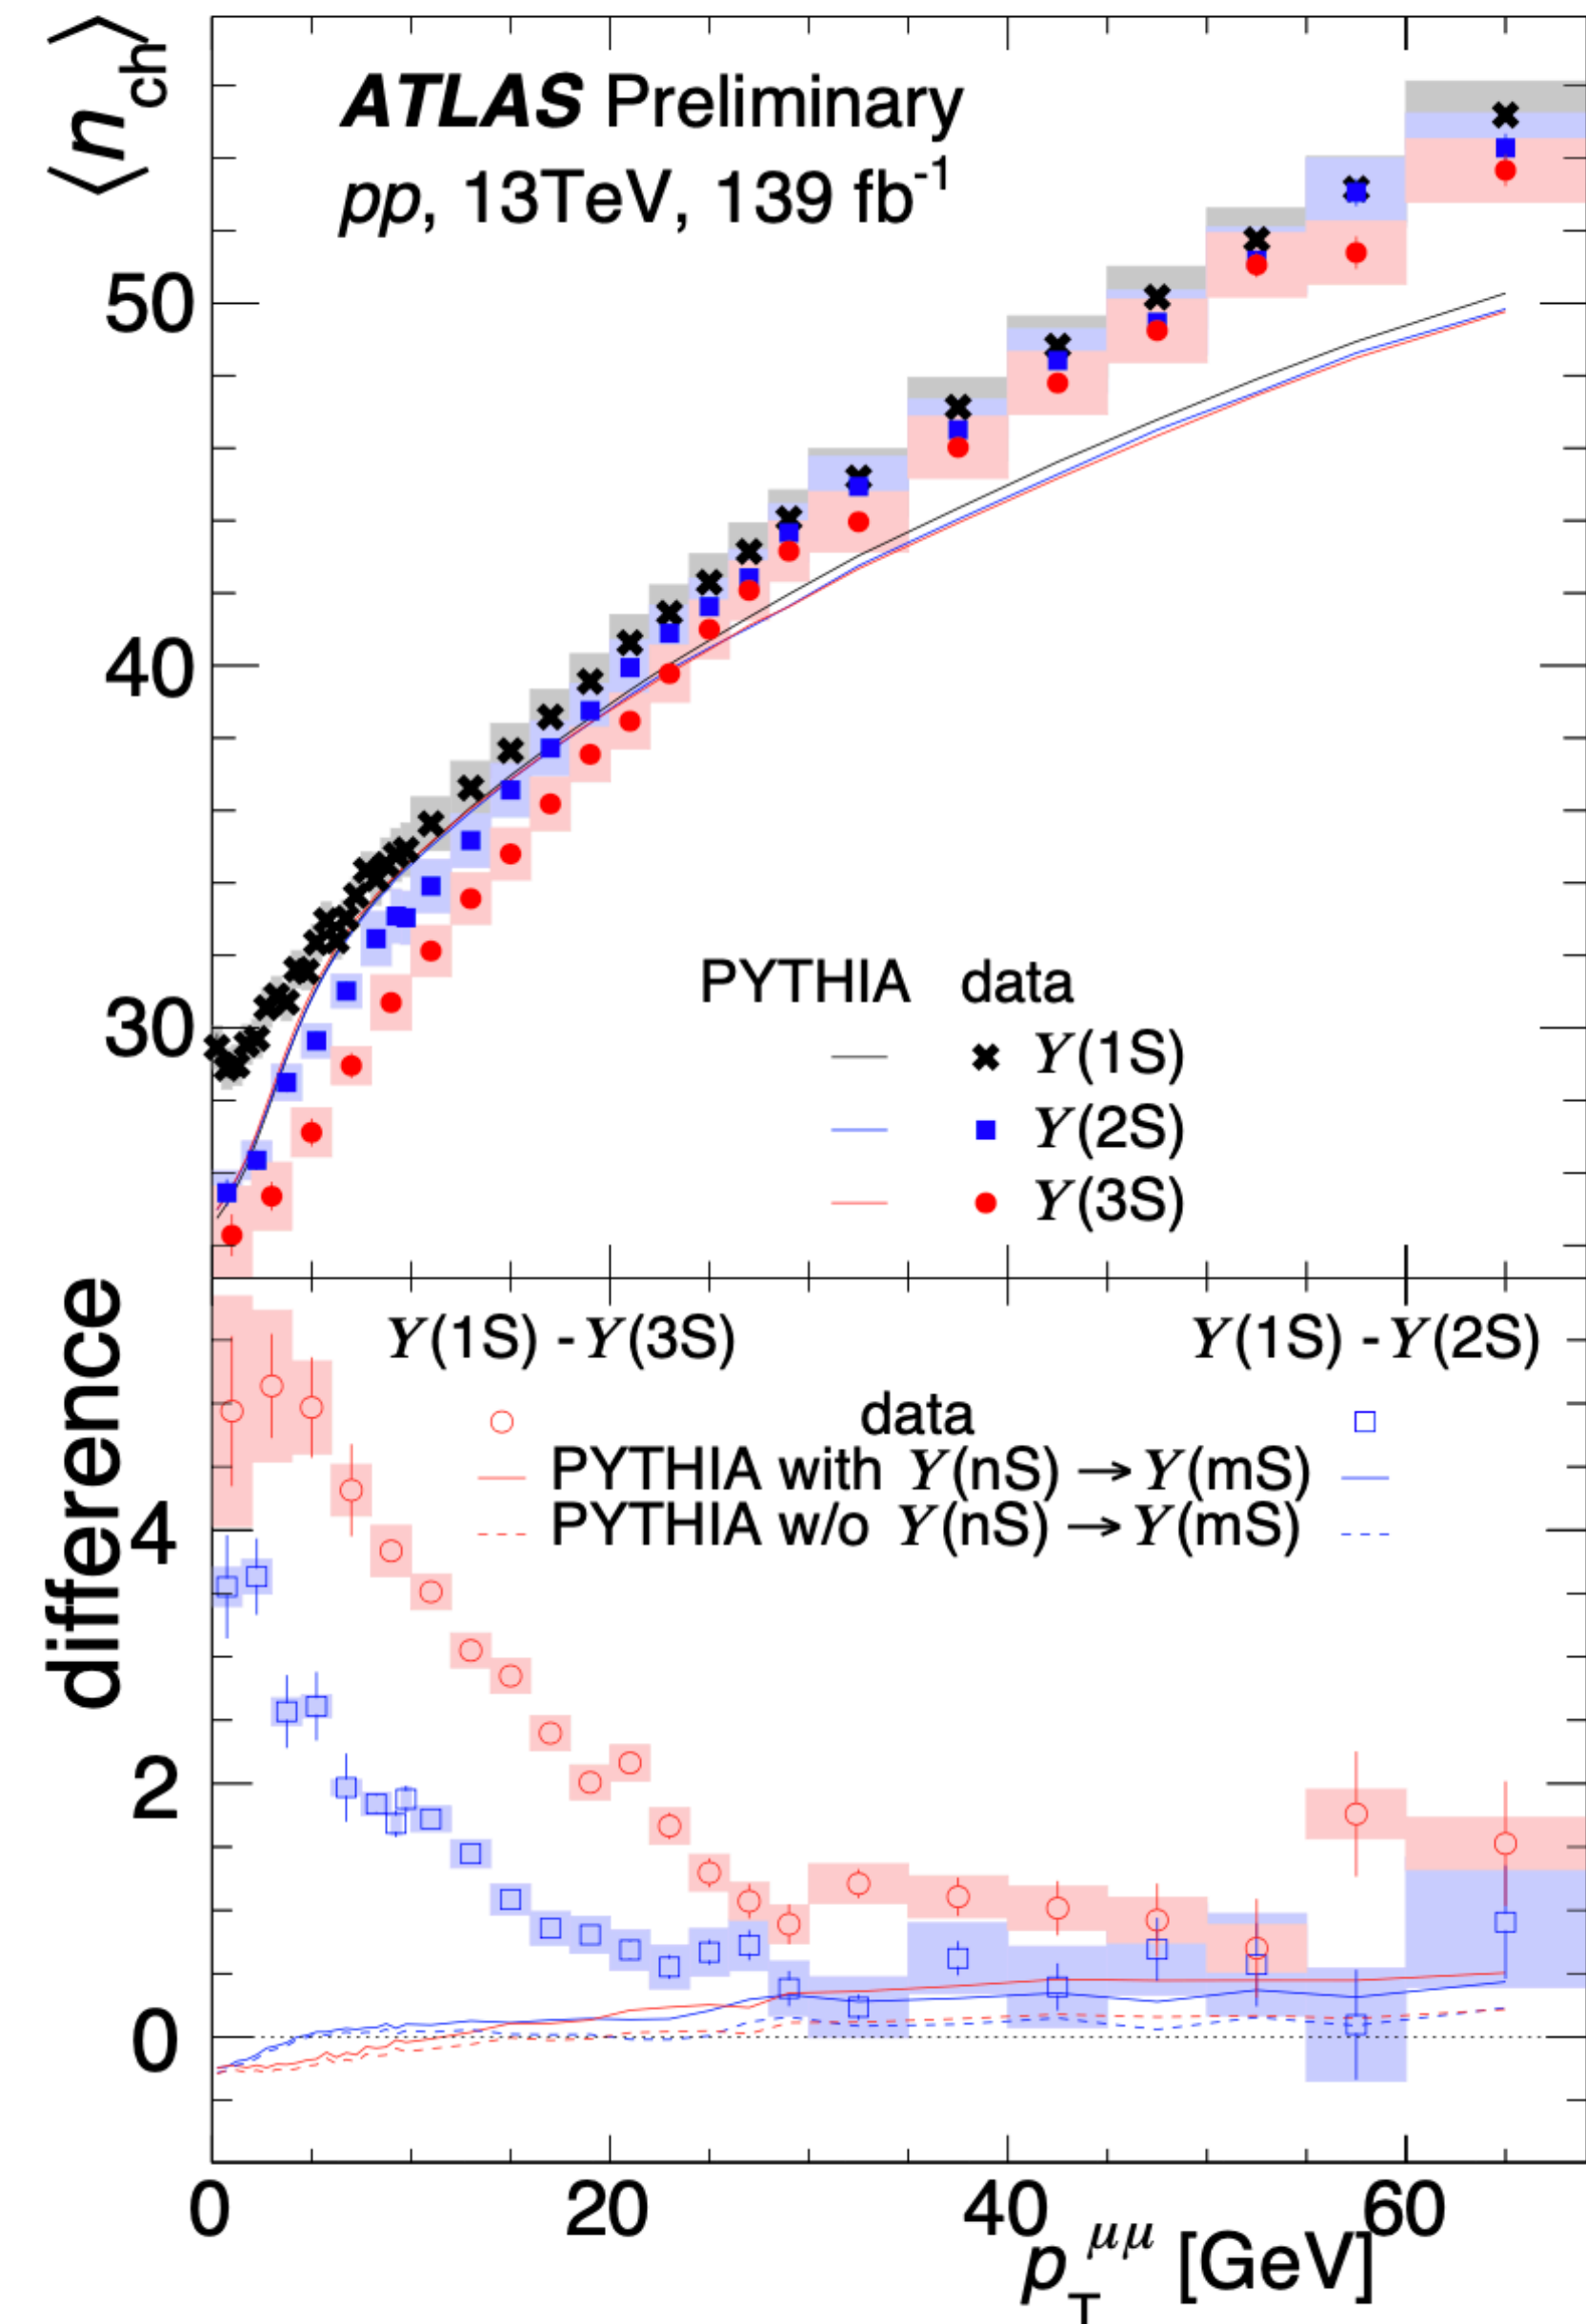 ⟨n_ch⟩
ATLAS Preliminary
pp, 13TeV, 139 fb⁻¹
50
40
30
PYTHIA data
ϒ(1S)
ϒ(2S)
ϒ(3S)
difference
ϒ(1S) - ϒ(3S) ϒ(1S) - ϒ(2S)
data
PYTHIA with ϒ(nS) → ϒ(mS)
PYTHIA w/o ϒ(nS) → ϒ(mS)
4
2
0
0 20 40 60
p_T^μμ [GeV]